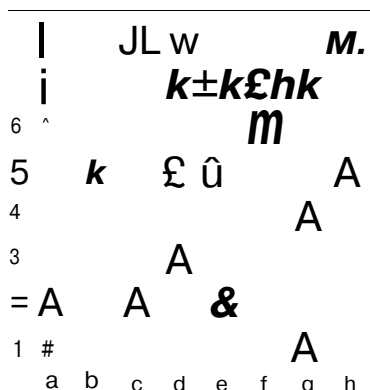 I JL w M.
i k±k£hk
6 ^ m
5 k £ û A
4 A
3 A
= A C A &
1 # A
a b c d e f g h